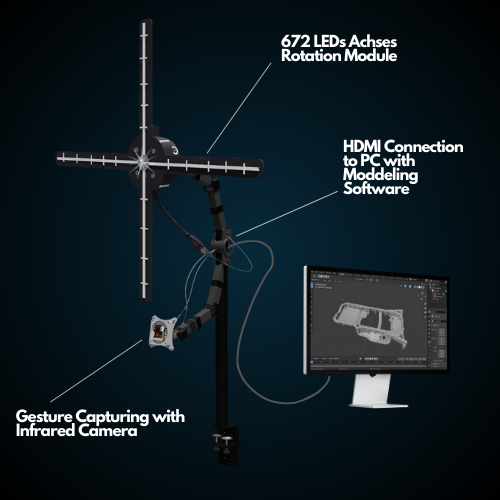 672 LEDs Achses
Rotation Module
HDMI Connection
to PC with
Moddeling
Software
Gesture Capturing with
Infrared Camera